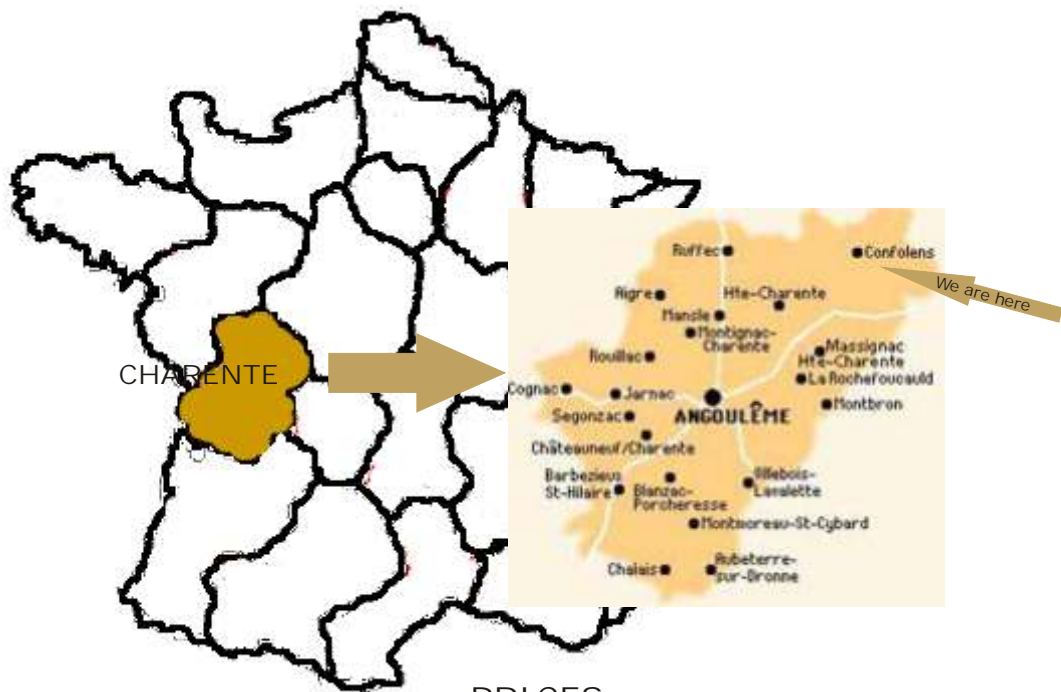 Ruffec
Confolens
We are here
Aigre
Hte-Charente
Mansle
Montignac-
Charente
Rouillac
Massignac
Hte-Charente
CHARENTE
La Rochefoucauld
Cognac
Jarnac
Montbron
Segonzac
ANGOULÊME
Châteauneuf/Charente
Barbezieus
St-Hilaire
Blanzac-
Porcheresse
Villebois-
Lavalette
Montmoreau-St-Cybard
Chalais
Aubeterre-
sur-Dronne
PRICES